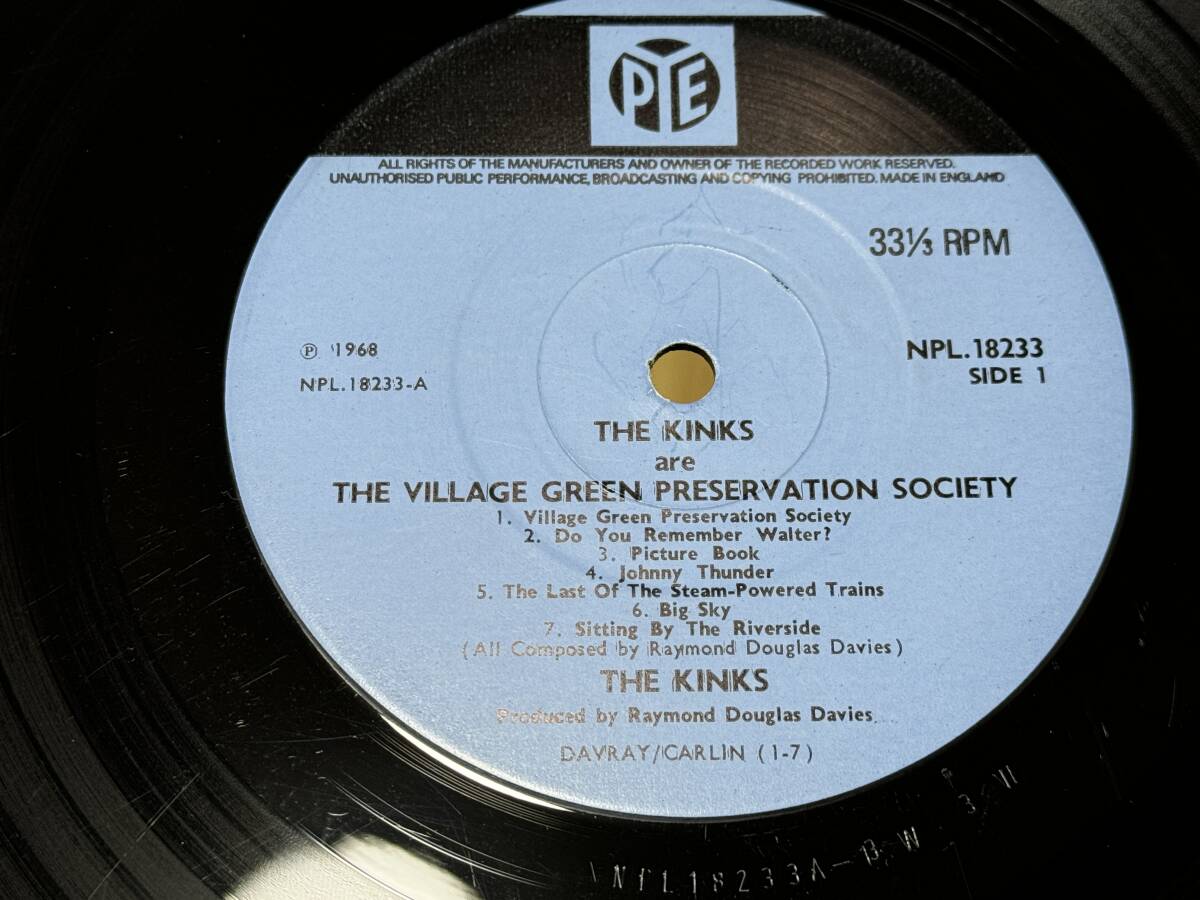 PYE
ALL RIGHTS OF THE MANUFACTURERS AND OWNER OF THE RECORDED WORK RESERVED.
UNAUTHORISED PUBLIC PERFORMANCE, BROADCASTING AND COPYING PROHIBITED. MADE IN ENGLAND
33⅓ RPM
Ⓟ 1968
NPL.18233-A
NPL.18233
SIDE 1
THE KINKS
are
THE VILLAGE GREEN PRESERVATION SOCIETY
1. Village Green Preservation Society
2. Do You Remember Walter?
3. Picture Book
4. Johnny Thunder
5. The Last Of The Steam-Powered Trains
6. Big Sky
7. Sitting By The Riverside
(All Composed by Raymond Douglas Davies)
THE KINKS
Produced by Raymond Douglas Davies.
DAVRAY/CARLIN (1-7)
NPL18233A-